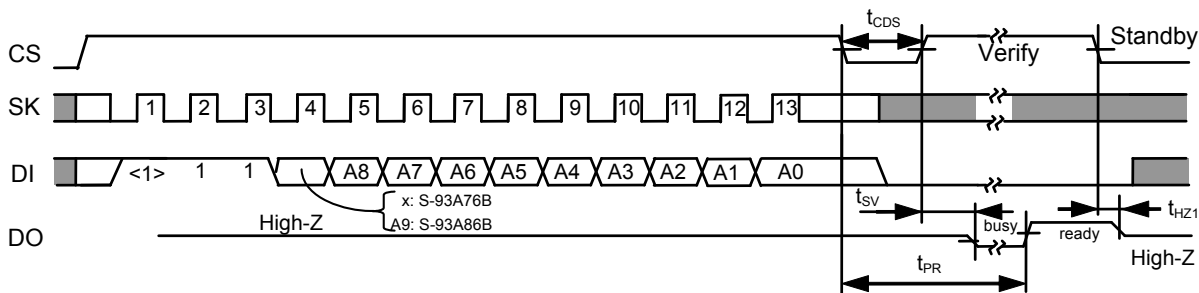 tCDS
CS
Verify
Standby
SK
1 2 3 4 5 6 7 8 9 10 11 12 13
DI
<1> 1 1 A8 A7 A6 A5 A4 A3 A2 A1 A0
x: S-93A76B
A9: S-93A86B
tSV
tHZ1
High-Z
DO
busy
ready
High-Z
tPR